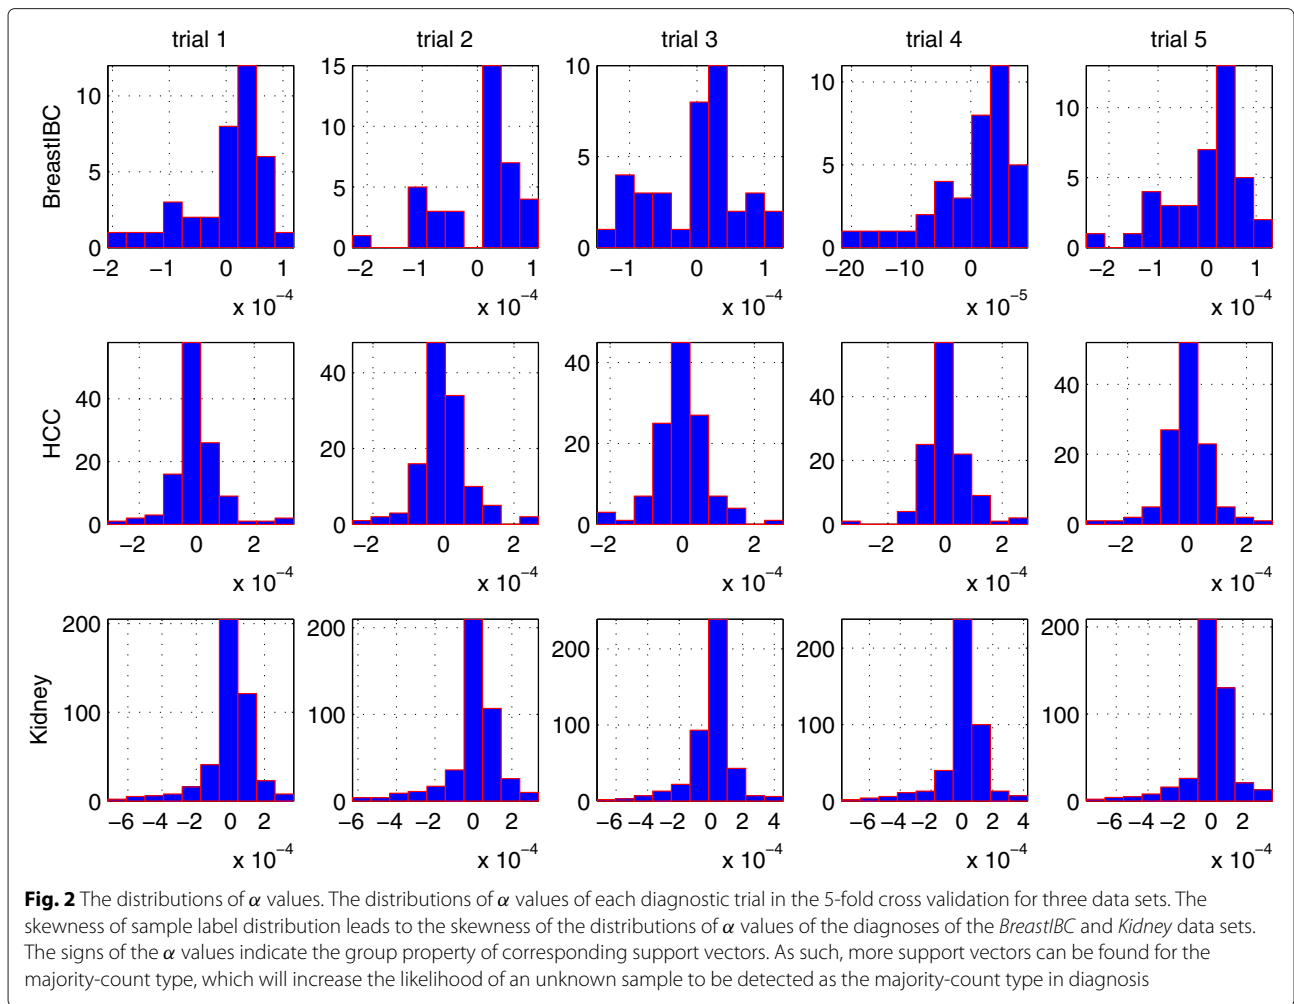 trial 1 trial 2 trial 3 trial 4 trial 5
BreastIBC
10 5 0
15 10 5 0
10 5 0
10 5 0
10 5 0
−2 −1 0 1
−2 −1 0 1
−1 0 1
−20 −10 0
−2 −1 0 1
x 10−4 x 10−4 x 10−4 x 10−5 x 10−4
HCC
40 20 0
40 20 0
40 20 0
40 20 0
40 20 0
−2 0 2
−2 0 2
−2 0 2
−2 0 2
−2 0 2
x 10−4 x 10−4 x 10−4 x 10−4 x 10−4
Kidney
200 100 0
200 100 0
200 100 0
200 100 0
200 100 0
−6 −4 −2 0 2
−6 −4 −2 0 2
−6 −4 −2 0 2 4
−6 −4 −2 0 2 4
−6 −4 −2 0 2
x 10−4 x 10−4 x 10−4 x 10−4 x 10−4
Fig. 2 The distributions of α values. The distributions of α values of each diagnostic trial in the 5-fold cross validation for three data sets. The
skewness of sample label distribution leads to the skewness of the distributions of α values of the diagnoses of the BreastIBC and Kidney data sets.
The signs of the α values indicate the group property of corresponding support vectors. As such, more support vectors can be found for the
majority-count type, which will increase the likelihood of an unknown sample to be detected as the majority-count type in diagnosis